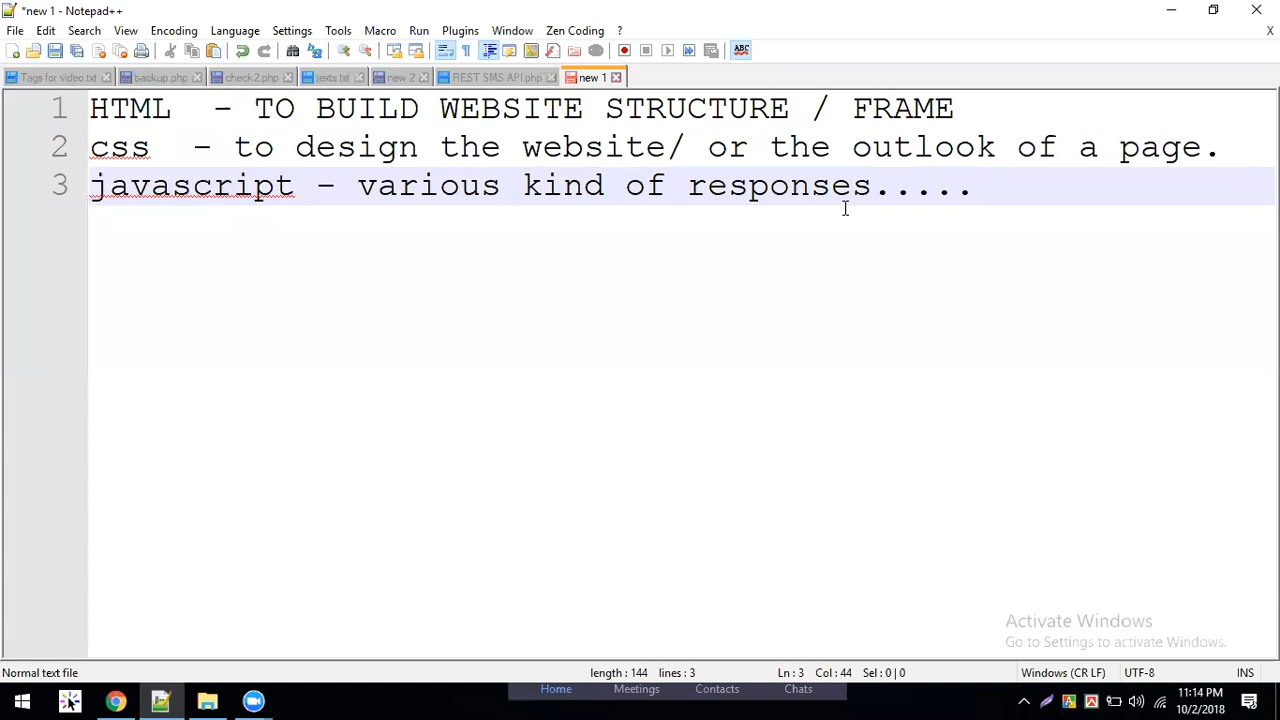 *new 1 - Notepad++
File Edit Search View Encoding Language Settings Tools Macro Run Plugins Window Zen Coding ? X
Tags for video.txt backup.php check2.php texts.txt new 2 REST SMS API.php new 1
1 HTML - TO BUILD WEBSITE STRUCTURE / FRAME
2 css - to design the website/ or the outlook of a page.
3 javascript - various kind of responses.....
Activate Windows
Go to Settings to activate Windows.
Normal text file length : 144 lines : 3 Ln : 3 Col : 44 Sel : 0 | 0 Windows (CR LF) UTF-8 INS
Home Meetings Contacts Chats
11:14 PM
10/2/2018